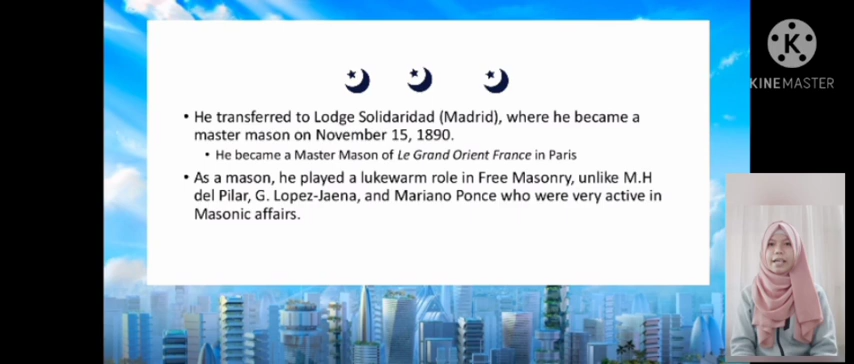 • He transferred to Lodge Solidaridad (Madrid), where he became a
master mason on November 15, 1890.
• He became a Master Mason of Le Grand Orient France in Paris
• As a mason, he played a lukewarm role in Free Masonry, unlike M.H
del Pilar, G. Lopez-Jaena, and Mariano Ponce who were very active in
Masonic affairs.
K
KINEMASTER